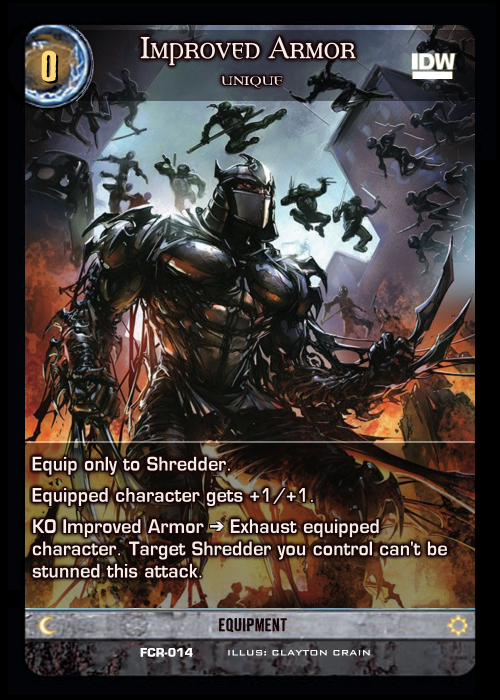 0
IMPROVED ARMOR
UNIQUE
IDW
Equip only to Shredder.
Equipped character gets +1/+1.
KO Improved Armor ➔ Exhaust equipped
character. Target Shredder you control can't be
stunned this attack.
EQUIPMENT
FCR-014 ILLUS: CLAYTON CRAIN